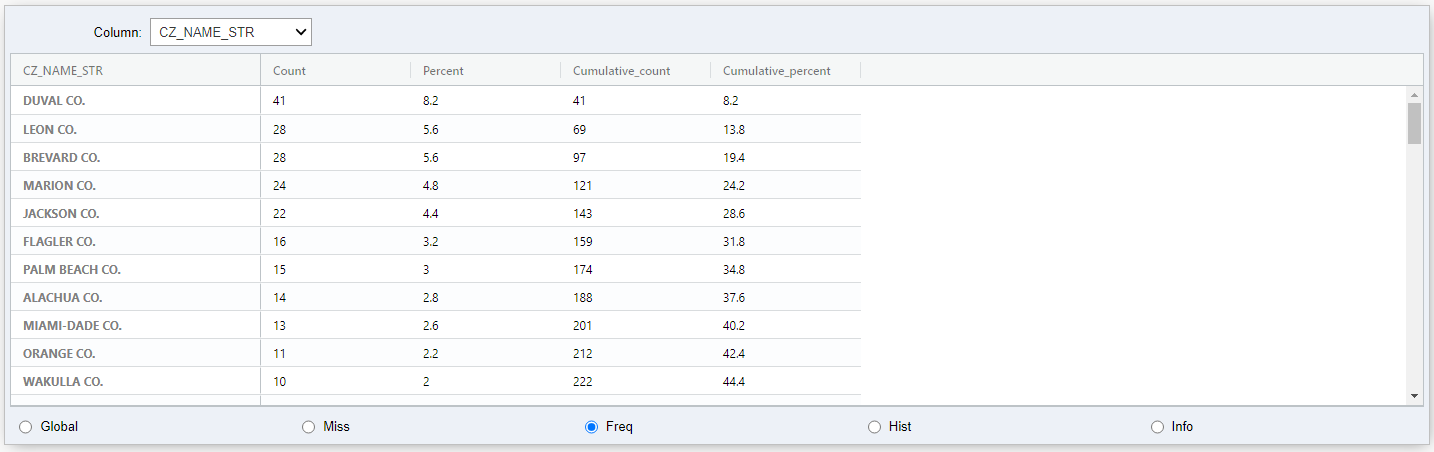 Column: CZ_NAME_STR
CZ_NAME_STR Count Percent Cumulative_count Cumulative_percent
DUVAL CO. 41 8.2 41 8.2
LEON CO. 28 5.6 69 13.8
BREVARD CO. 28 5.6 97 19.4
MARION CO. 24 4.8 121 24.2
JACKSON CO. 22 4.4 143 28.6
FLAGLER CO. 16 3.2 159 31.8
PALM BEACH CO. 15 3 174 34.8
ALACHUA CO. 14 2.8 188 37.6
MIAMI-DADE CO. 13 2.6 201 40.2
ORANGE CO. 11 2.2 212 42.4
WAKULLA CO. 10 2 222 44.4
Global Miss Freq Hist Info